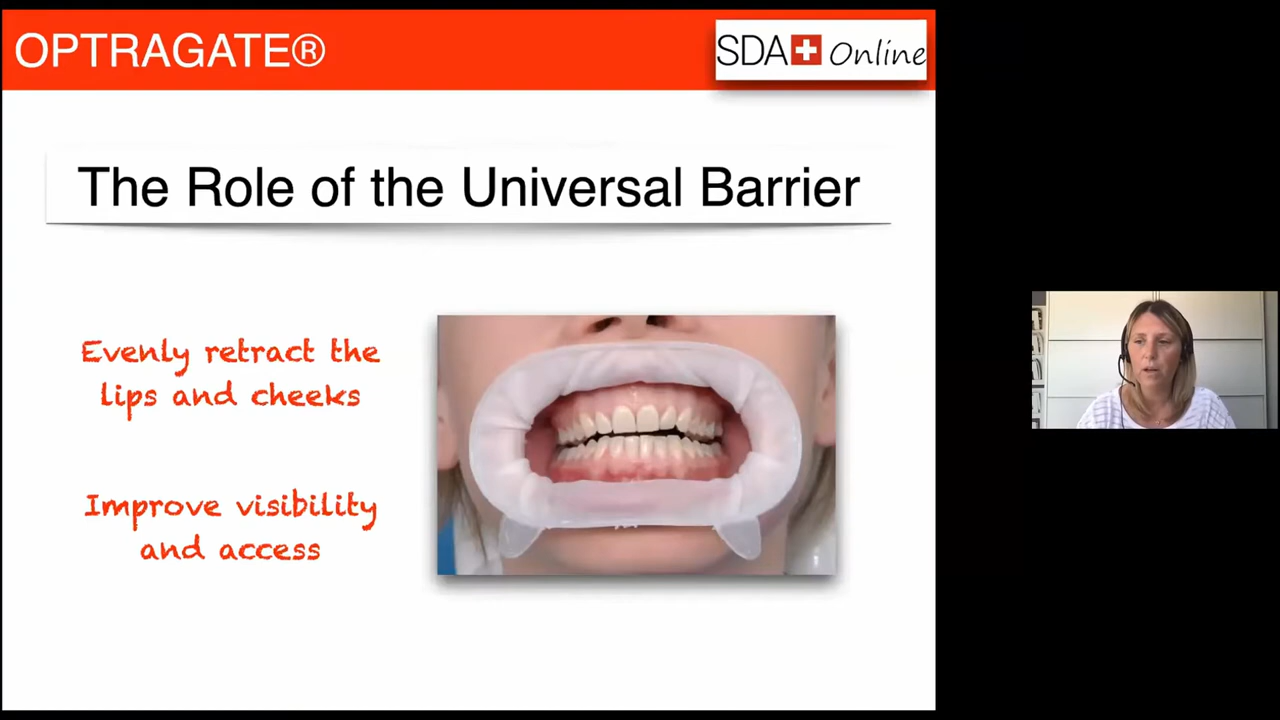 OPTRAGATE®
SDA Online
The Role of the Universal Barrier
Evenly retract the
lips and cheeks
Improve visibility
and access